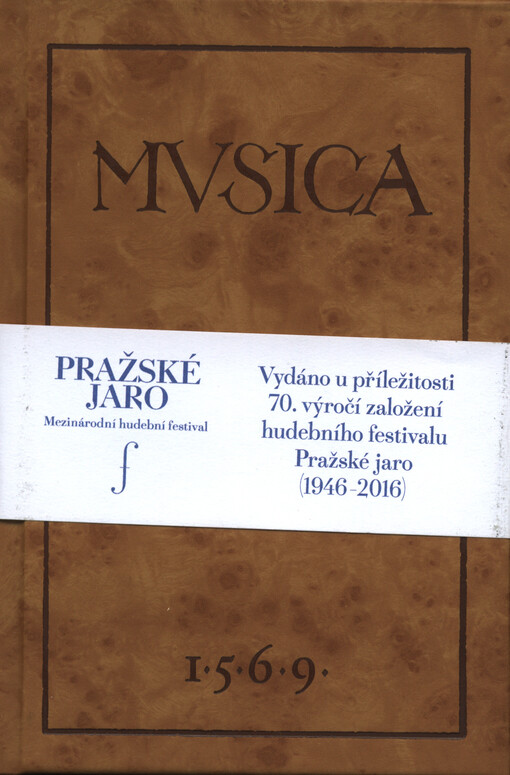 MVSICA
PRAŽSKÉ
JARO
Mezinárodní hudební festival
f
Vydáno u příležitosti
70. výročí založení
hudebního festivalu
Pražské jaro
(1946-2016)
1·5·6·9·